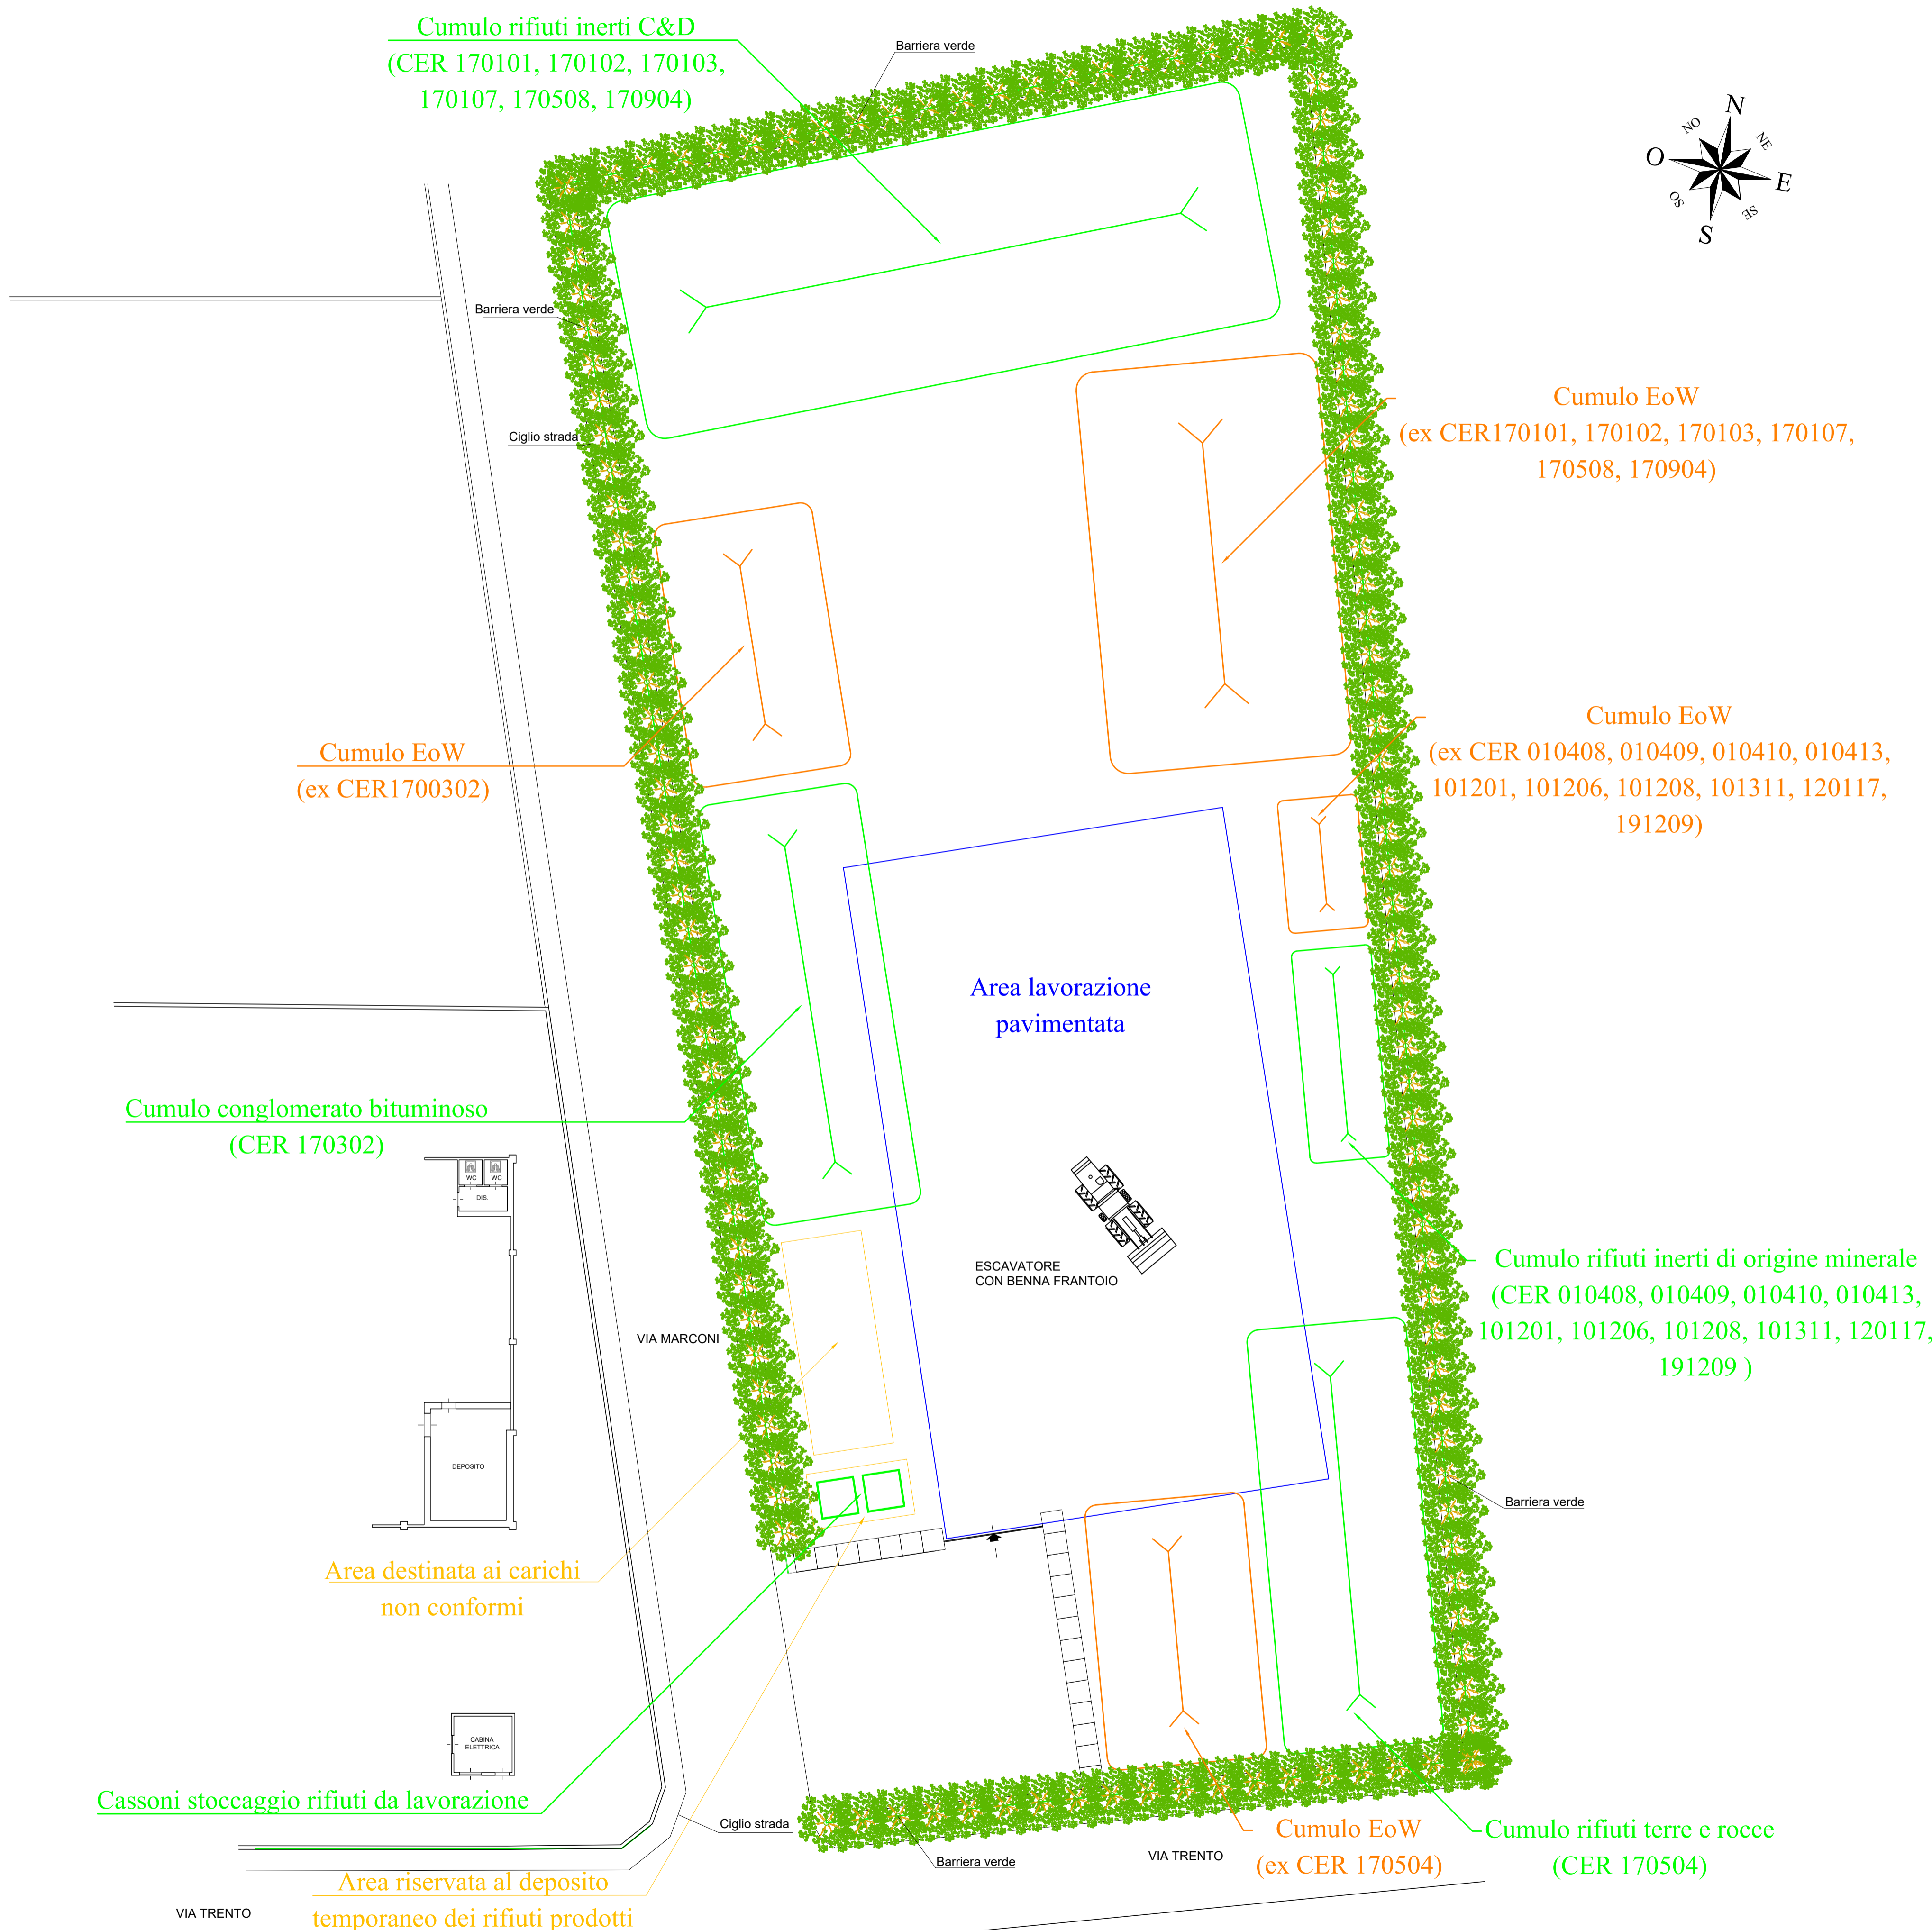 Cumulo rifiuti inerti C&D
(CER 170101, 170102, 170103,
170107, 170508, 170904)
Barriera verde
N
NO
NE
O
E
SO
SE
S
Barriera verde
Ciglio strada
Cumulo EoW
(ex CER170101, 170102, 170103, 170107,
170508, 170904)
Cumulo EoW
(ex CER1700302)
Cumulo EoW
(ex CER 010408, 010409, 010410, 010413,
101201, 101206, 101208, 101311, 120117,
191209)
Area lavorazione
pavimentata
Cumulo conglomerato bituminoso
(CER 170302)
WC
WC
DIS.
ESCAVATORE
CON BENNA FRANTOIO
Cumulo rifiuti inerti di origine minerale
(CER 010408, 010409, 010410, 010413,
101201, 101206, 101208, 101311, 120117,
191209 )
VIA MARCONI
DEPOSITO
Barriera verde
Area destinata ai carichi
non conformi
CABINA
ELETTRICA
Cassoni stoccaggio rifiuti da lavorazione
Ciglio strada
Cumulo EoW
(ex CER 170504)
Cumulo rifiuti terre e rocce
(CER 170504)
Barriera verde
VIA TRENTO
Area riservata al deposito
temporaneo dei rifiuti prodotti
VIA TRENTO